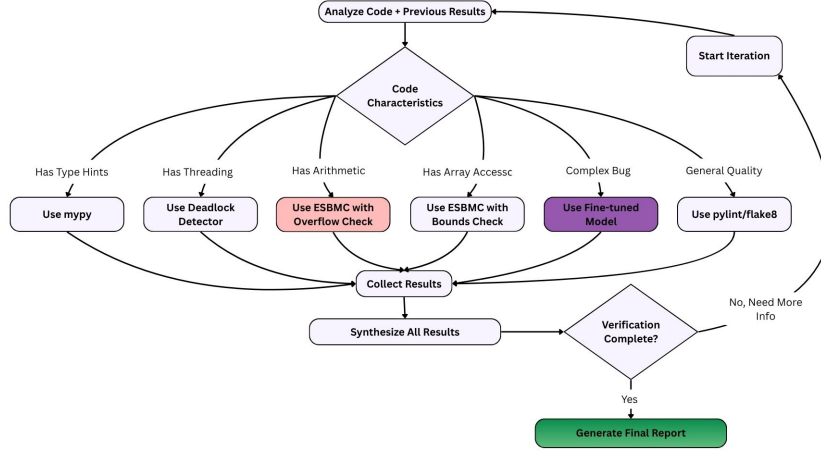 Analyze Code + Previous Results
Start Iteration
Code
Characteristics
Has Type Hints
Has Threading
Has Arithmetic
Has Array Accessc
Complex Bug
General Quality
Use mypy
Use Deadlock
Detector
Use ESBMC with
Overflow Check
Use ESBMC with
Bounds Check
Use Fine-tuned
Model
Use pylint/flake8
Collect Results
Synthesize All Results
Verification
Complete?
No, Need More
Info
Yes
Generate Final Report